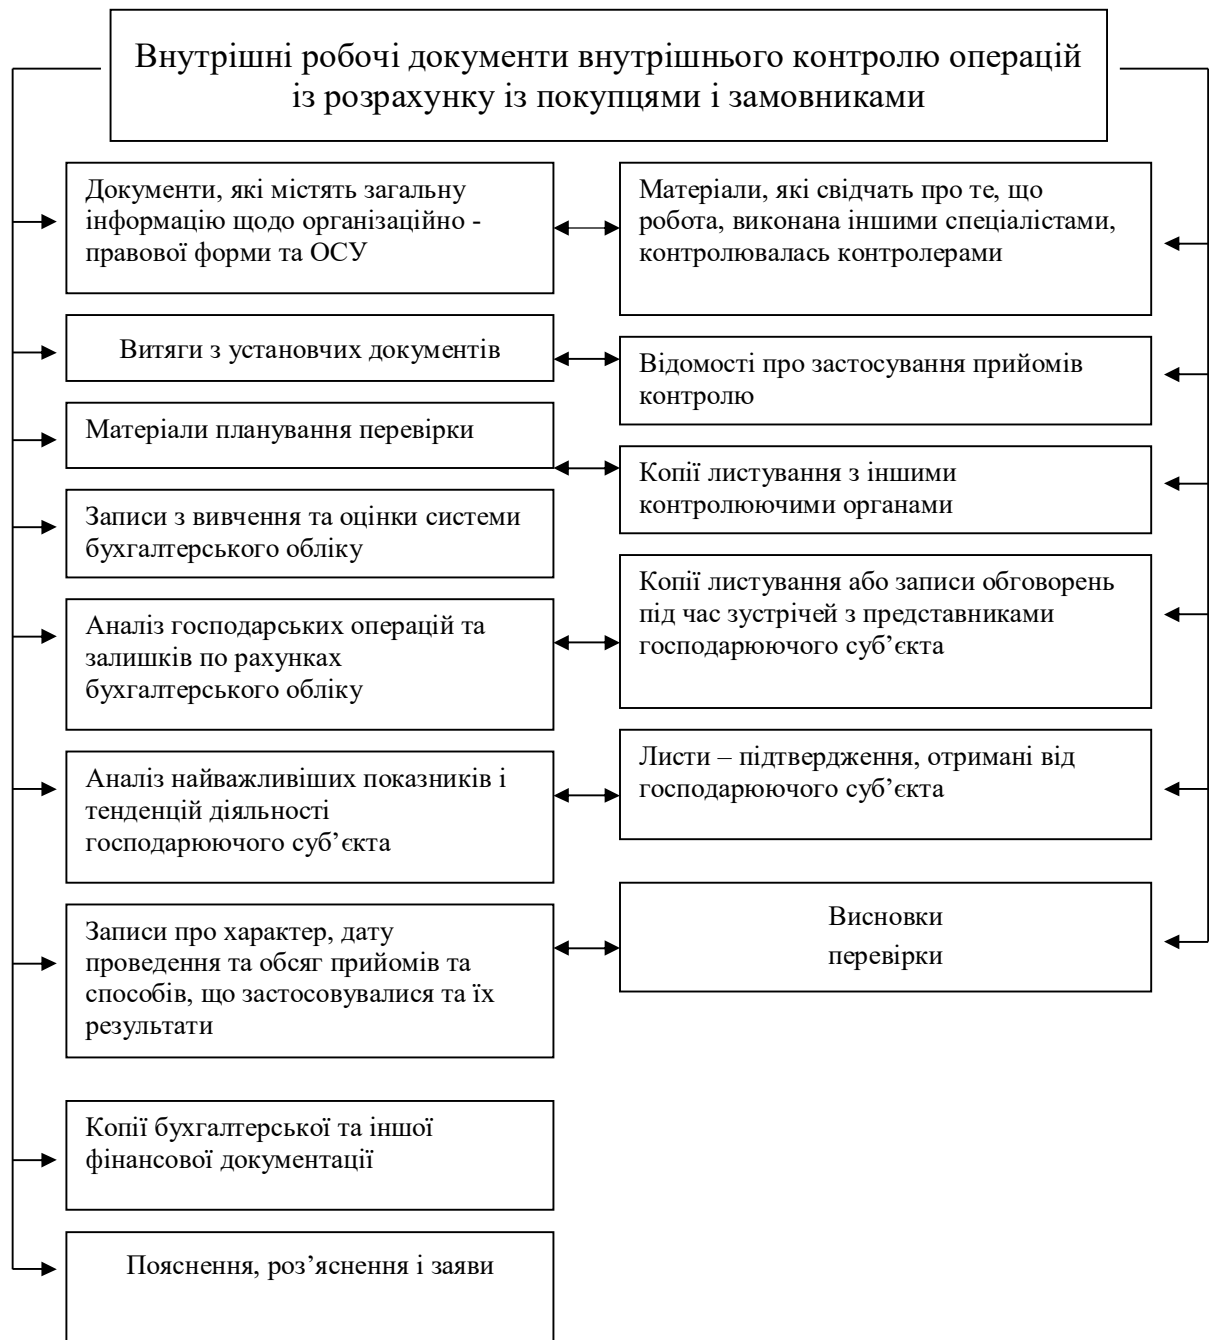 Внутрішні робочі документи внутрішнього контролю операцій
із розрахунку із покупцями і замовниками
Документи, які містять загальну
інформацію щодо організаційно -
правової форми та ОСУ
Витяги з установчих документів
Матеріали планування перевірки
Записи з вивчення та оцінки системи
бухгалтерського обліку
Аналіз господарських операцій та
залишків по рахунках
бухгалтерського обліку
Аналіз найважливіших показників і
тенденцій діяльності
господарюючого суб’єкта
Записи про характер, дату
проведення та обсяг прийомів та
способів, що застосовувалися та їх
результати
Копії бухгалтерської та іншої
фінансової документації
Пояснення, роз’яснення і заяви
Матеріали, які свідчать про те, що
робота, виконана іншими спеціалістами,
контролювалась контролерами
Відомості про застосування прийомів
контролю
Копії листування з іншими
контролюючими органами
Копії листування або записи обговорень
під час зустрічей з представниками
господарюючого суб’єкта
Листи – підтвердження, отримані від
господарюючого суб’єкта
Висновки
перевірки